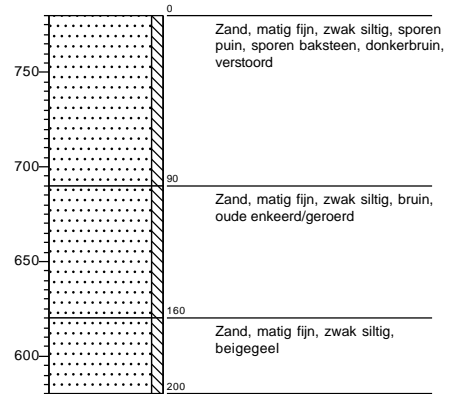 0
Zand, matig fijn, zwak siltig, sporen
puin, sporen baksteen, donkerbruin,
verstoord
750
700
90
Zand, matig fijn, zwak siltig, bruin,
oude enkeerd/geroerd
650
160
Zand, matig fijn, zwak siltig,
beigegeel
600
200